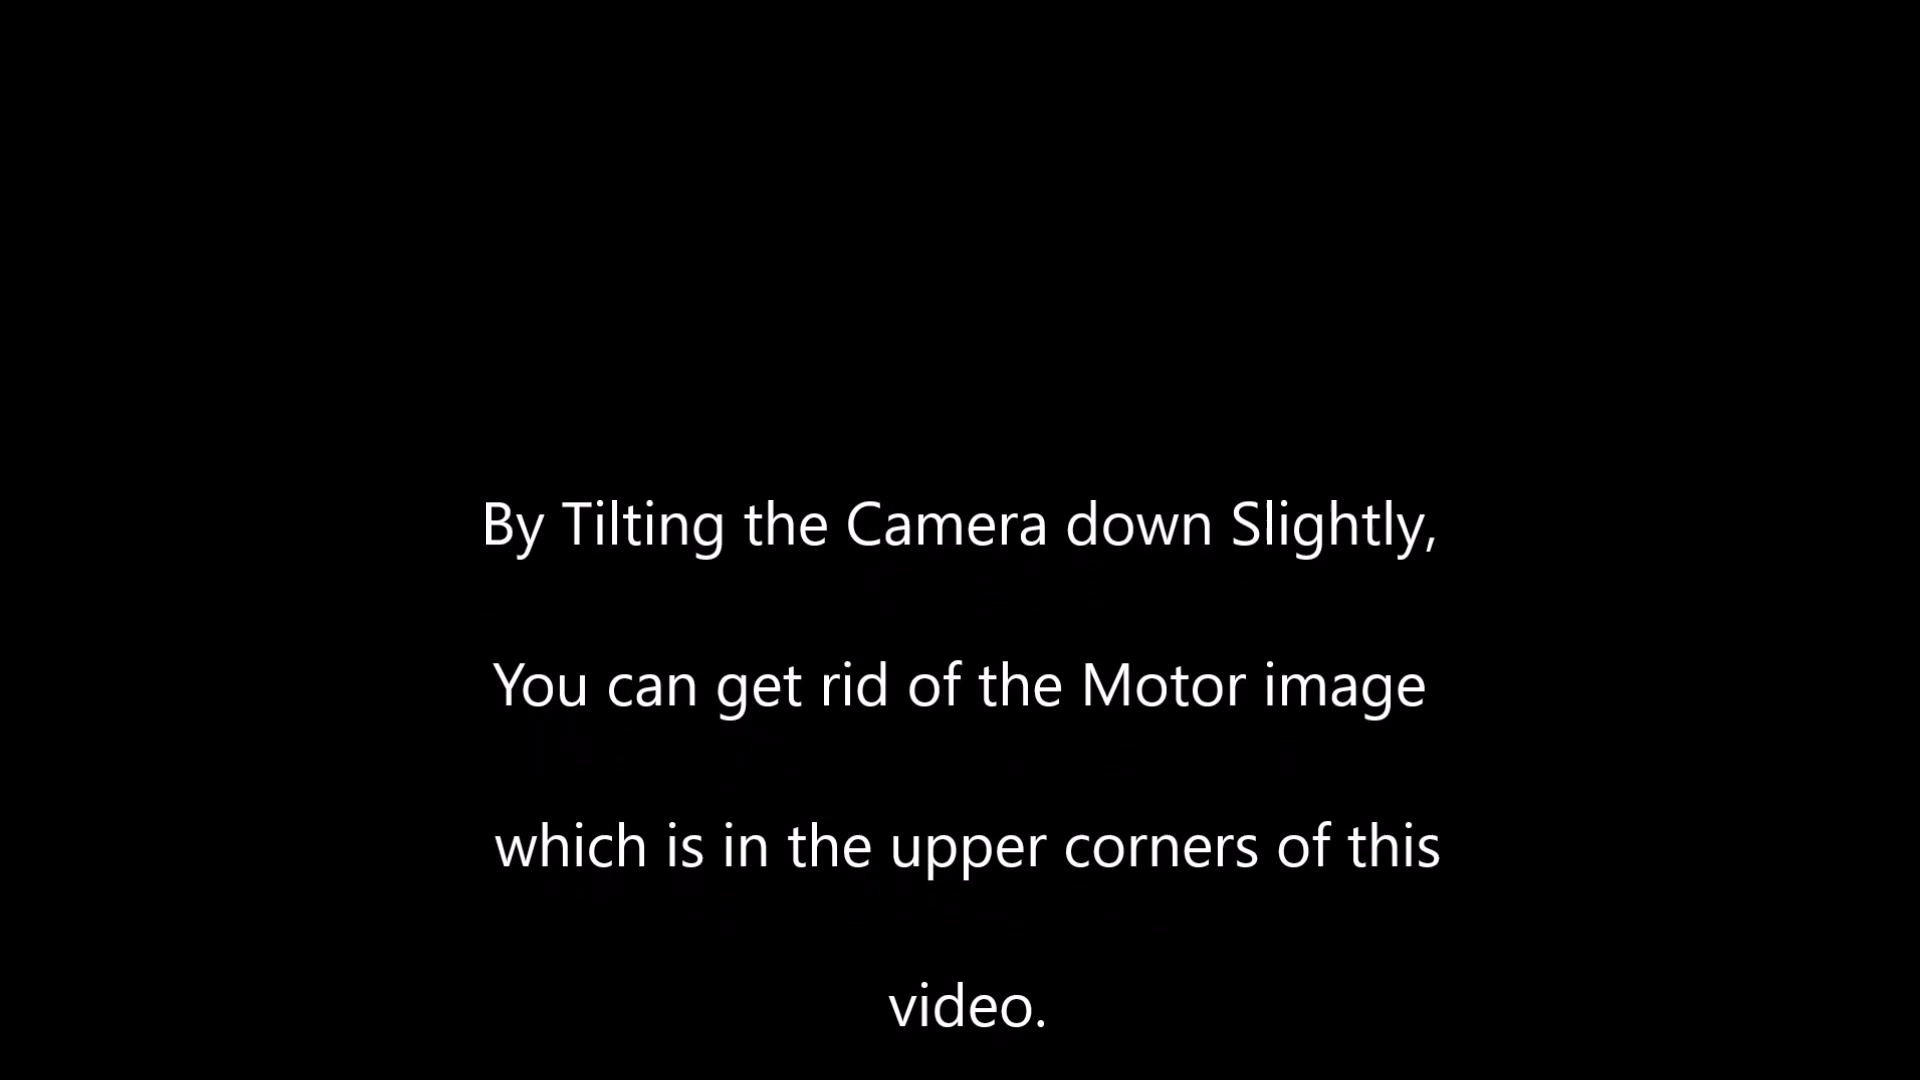 By Tilting the Camera down Slightly,
You can get rid of the Motor image
which is in the upper corners of this
video.